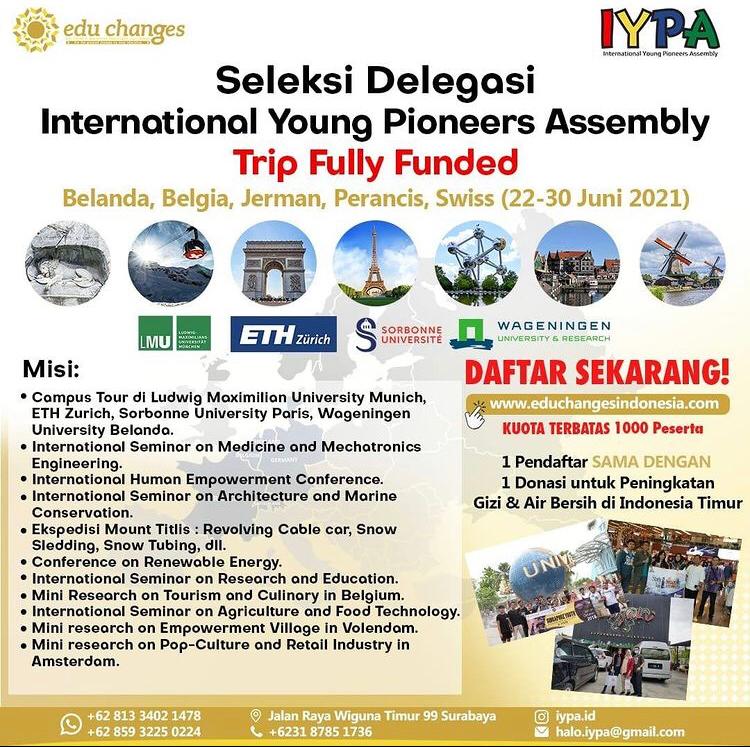 edu changes
IYPA
International Young Pioneers Assembly
Seleksi Delegasi
International Young Pioneers Assembly
Trip Fully Funded
Belanda, Belgia, Jerman, Perancis, Swiss (22-30 Juni 2021)
LMU
LUDWIG-
MAXIMILIANS
UNIVERSITÄT
MÜNCHEN
ETH Zürich
SORBONNE
UNIVERSITÉ
WAGENINGEN
UNIVERSITY & RESEARCH
Misi:
• Campus Tour di Ludwig Maximilian University Munich,
ETH Zurich, Sorbonne University Paris, Wageningen
University Belanda.
• International Seminar on Medicine and Mechatronics
Engineering.
• International Human Empowerment Conference.
• International Seminar on Architecture and Marine
Conservation.
• Ekspedisi Mount Titlis : Revolving Cable car, Snow
Sledding, Snow Tubing, dll.
• Conference on Renewable Energy.
• International Seminar on Research and Education.
• Mini Research on Tourism and Culinary in Belgium.
• International Seminar on Agriculture and Food Technology.
• Mini research on Empowerment Village in Volendam.
• Mini research on Pop-Culture and Retail Industry in
Amsterdam.
DAFTAR SEKARANG!
www.educhangesindonesia.com
KUOTA TERBATAS 1000 Peserta
1 Pendaftar SAMA DENGAN
1 Donasi untuk Peningkatan
Gizi & Air Bersih di Indonesia Timur
UNIV
GERMANY
+62 813 3402 1478
+62 859 3225 0224
Jalan Raya Wiguna Timur 99 Surabaya
+6231 8785 1736
iypa.id
halo.iypa@gmail.com